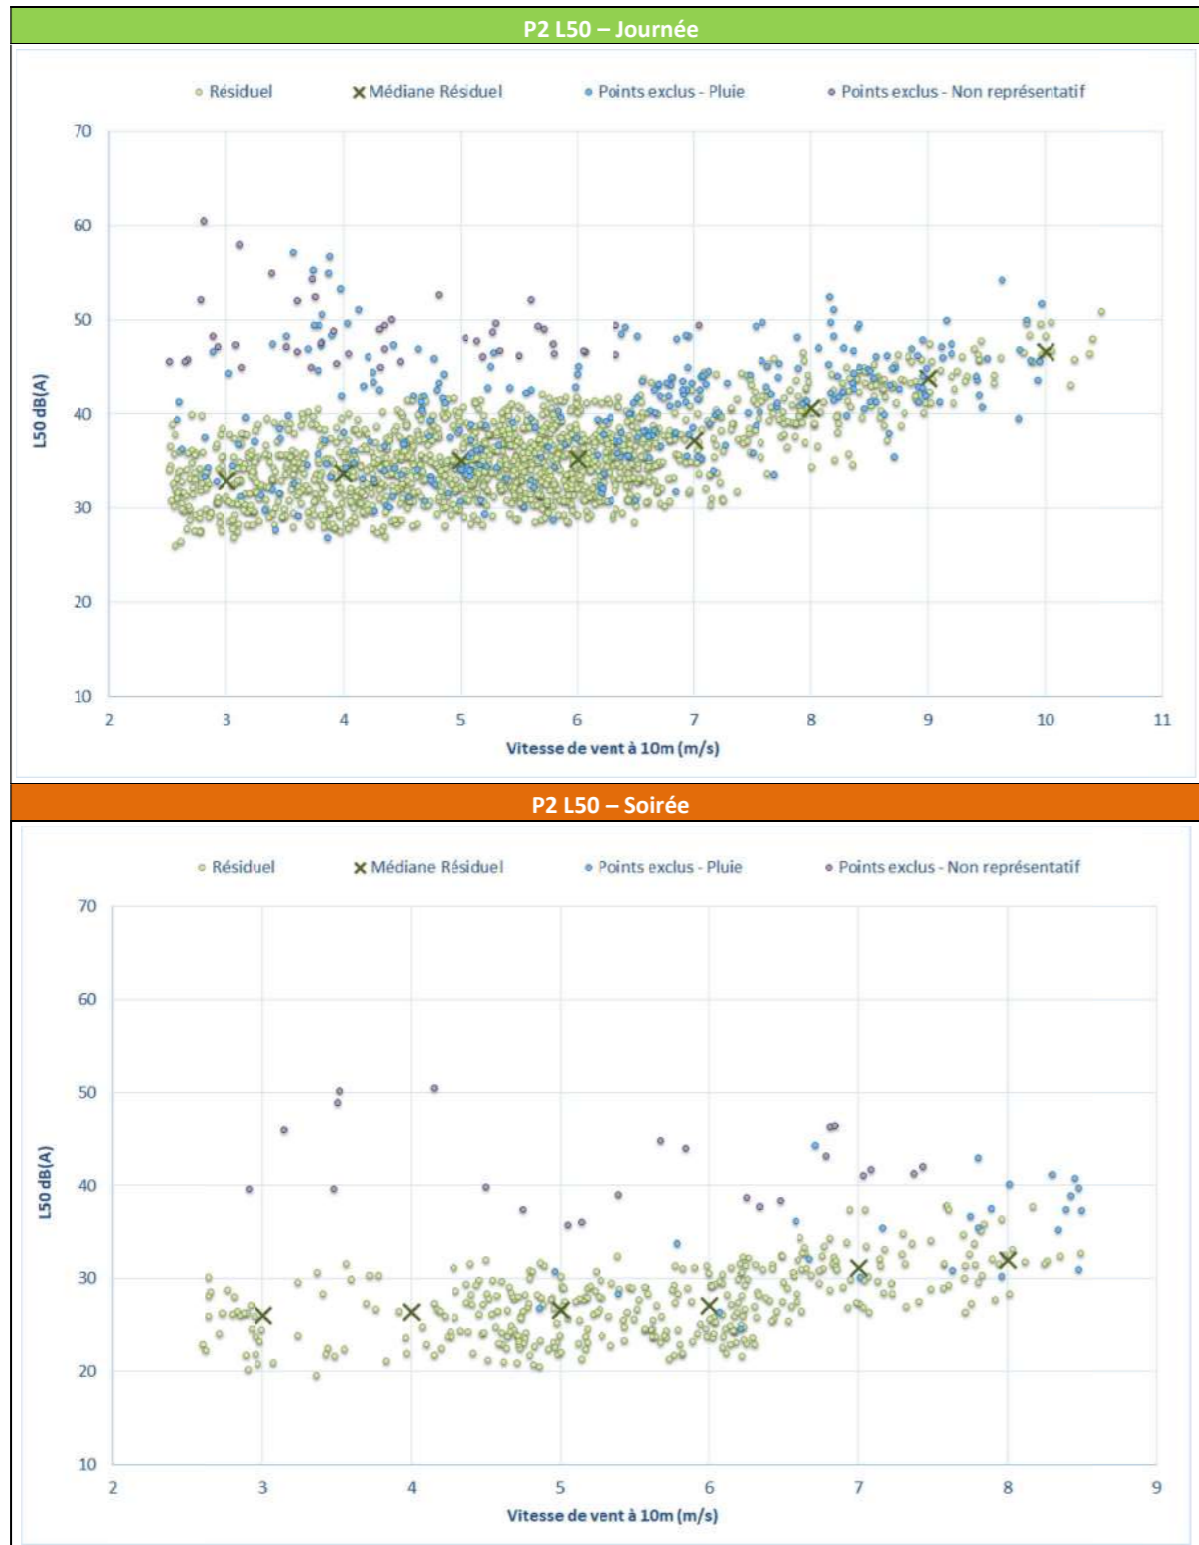 P2 L50 – Journée
Résiduel Médiane Résiduel Points exclus - Pluie Points exclus - Non représentatif
70
60
50
40
30
20
10
L50 dB(A)
2 3 4 5 6 7 8 9 10 11
Vitesse de vent à 10m (m/s)
P2 L50 – Soirée
Résiduel Médiane Résiduel Points exclus - Pluie Points exclus - Non représentatif
70
60
50
40
30
20
10
L50 dB(A)
2 3 4 5 6 7 8 9
Vitesse de vent à 10m (m/s)